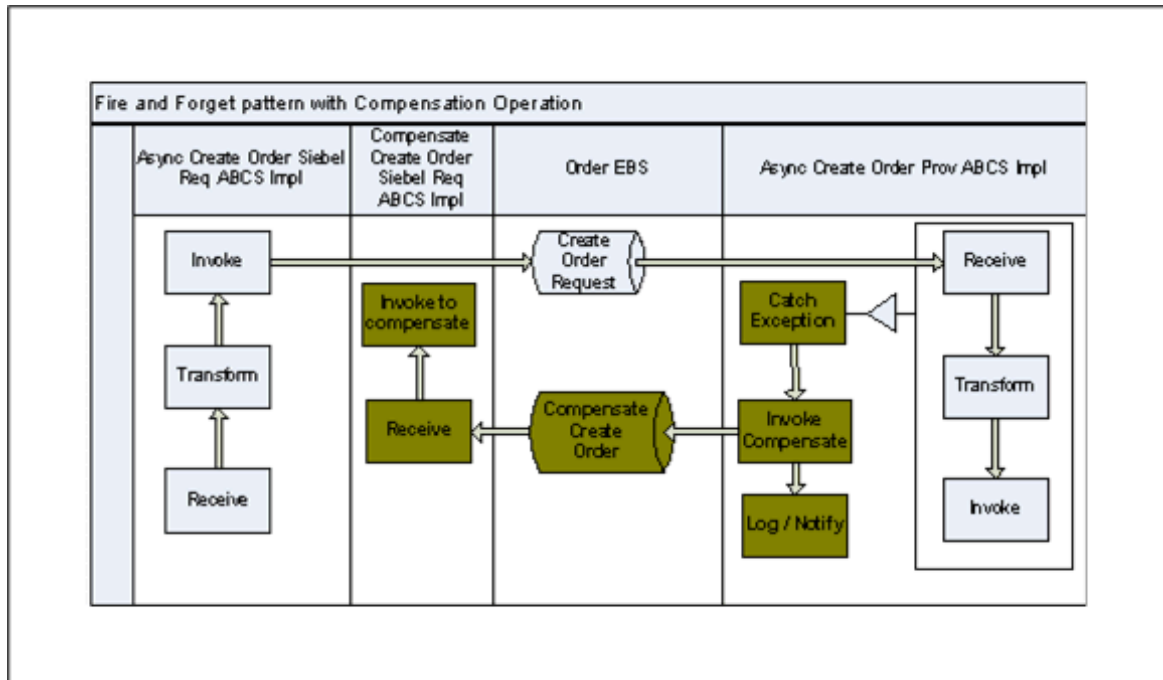 Fire and Forget pattern with Compensation Operation
Async Create Order Siebel
Req ABCS Impl
Compensate
Create Order
Siebel Req
ABCS Impl
Order EBS
Async Create Order Prov ABCS Impl
Invoke
Transform
Receive
Invoke to
compensate
Receive
Create
Order
Request
Compensate
Create
Order
Catch
Exception
Invoke
Compensate
Log / Notify
Receive
Transform
Invoke